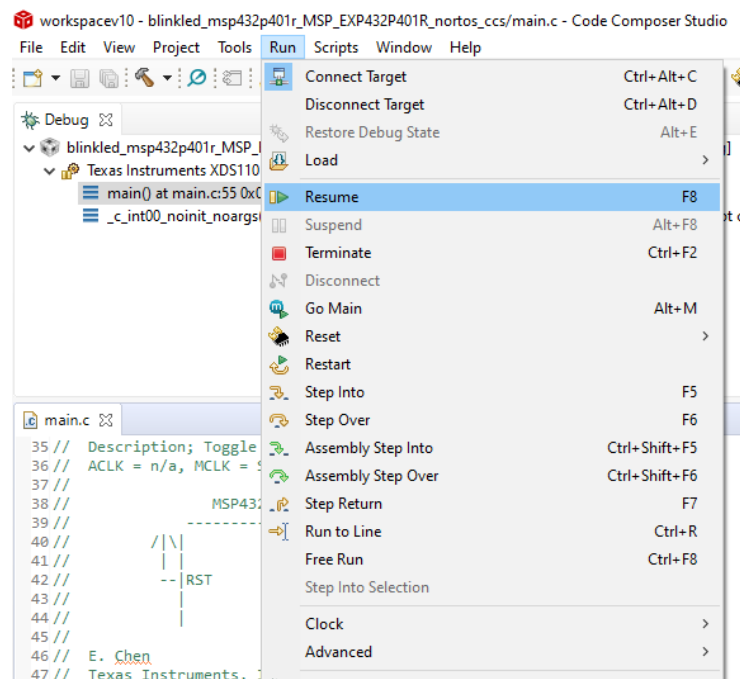 workspacev10 - blinkled_msp432p401r_MSP_EXP432P401R_nortos_ccs/main.c - Code Composer Studio
File Edit View Project Tools Run Scripts Window Help
Connect Target Ctrl+Alt+C
Disconnect Target Ctrl+Alt+D
Debug
Restore Debug State Alt+E
blinkled_msp432p401r_MSP_
Load
Texas Instruments XDS110
main() at main.c:55 0x0
Resume F8
_c_int00_noinit_noargs(
Suspend Alt+F8
Terminate Ctrl+F2
Disconnect
Go Main Alt+M
Reset
Restart
Step Into F5
main.c
Step Over F6
35 // Description; Toggle
Assembly Step Into Ctrl+Shift+F5
36 // ACLK = n/a, MCLK =
Assembly Step Over Ctrl+Shift+F6
37 //
38 // MSP432
Step Return F7
39 // ---------
Run to Line Ctrl+R
40 // /|\|
41 // | |
Free Run Ctrl+F8
42 // --|RST
Step Into Selection
43 // |
44 // |
Clock
45 //
46 // E. Chen
Advanced
47 // Texas Instruments,